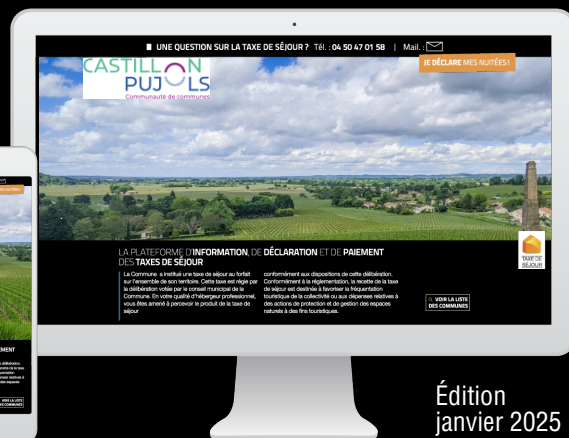 UNE QUESTION SUR LA TAXE DE SÉJOUR ? Tél. : 04 50 47 01 58 | Mail. :
JE DÉCLARE MES NUITÉES !
CASTILLON
PUJOLS
Communauté de communes
LA PLATEFORME D'INFORMATION, DE DÉCLARATION ET DE PAIEMENT
DES TAXES DE SÉJOUR
La Commune a institué une taxe de séjour au forfait
sur l'ensemble de son territoire. Cette taxe est régie par
la délibération votée par le conseil municipal de la
Commune. En votre qualité d'hébergeur professionnel,
vous êtes amené à percevoir le produit de la taxe de
séjour
conformément aux dispositions de cette délibération.
Conformément à la réglementation, la recette de la taxe
de séjour est destinée à favoriser la fréquentation
touristique de la collectivité ou aux dépenses relatives à
des actions de protection et de gestion des espaces
naturels à des fins touristiques.
TAXE DE
SÉJOUR
VOIR LA LISTE
DES COMMUNES
VOIR LA LISTE
DES COMMUNES
Édition
janvier 2025